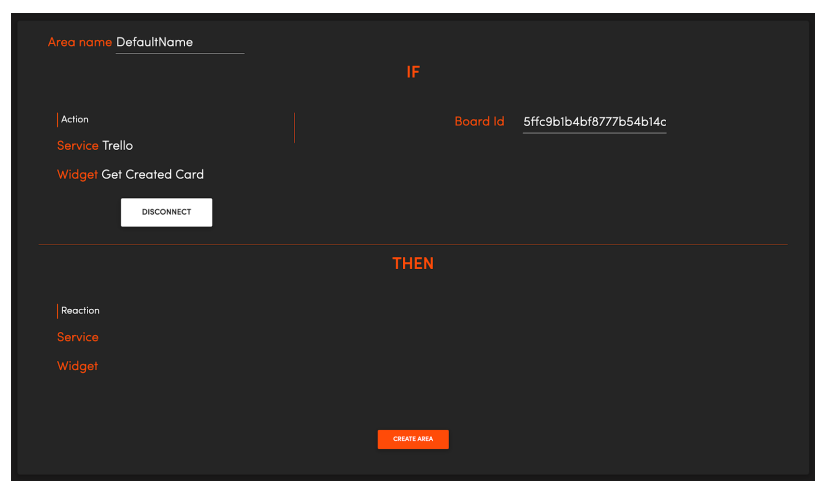 Area name DefaultName
IF
Action
Board Id 5ffc9b1b4bf8777b54b14c
Service Trello
Widget Get Created Card
DISCONNECT
THEN
Reaction
Service
Widget
CREATE AREA